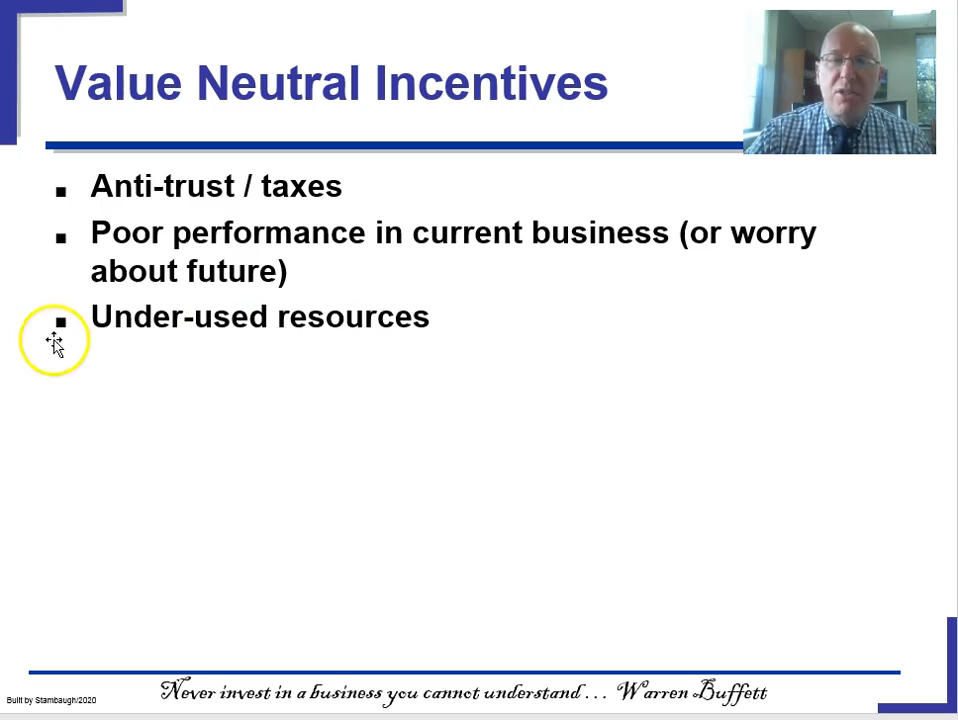 Value Neutral Incentives
Anti-trust / taxes
Poor performance in current business (or worry
about future)
Under-used resources
Built by Stambaugh/2020
Never invest in a business you cannot understand . . . Warren Buffett